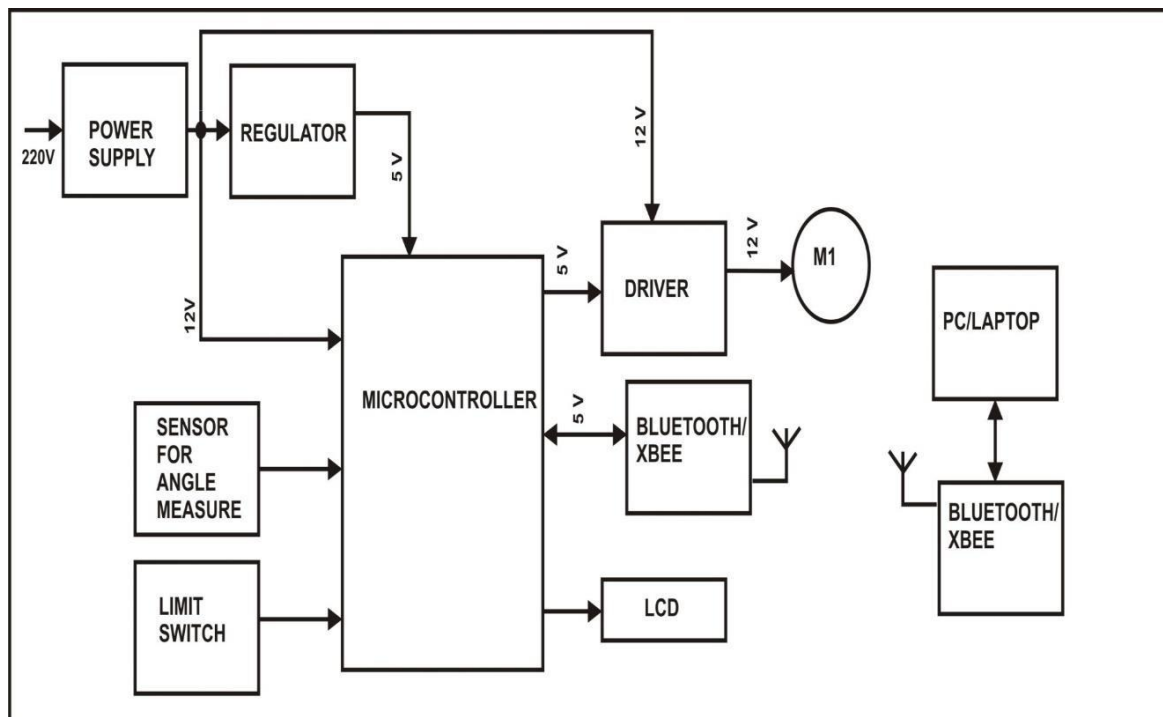 220V
POWER
SUPPLY
REGULATOR
5 V
12 V
12V
MICROCONTROLLER
5 V
DRIVER
12 V
M1
SENSOR
FOR
ANGLE
MEASURE
5 V
BLUETOOTH/
XBEE
PC/LAPTOP
BLUETOOTH/
XBEE
LIMIT
SWITCH
LCD